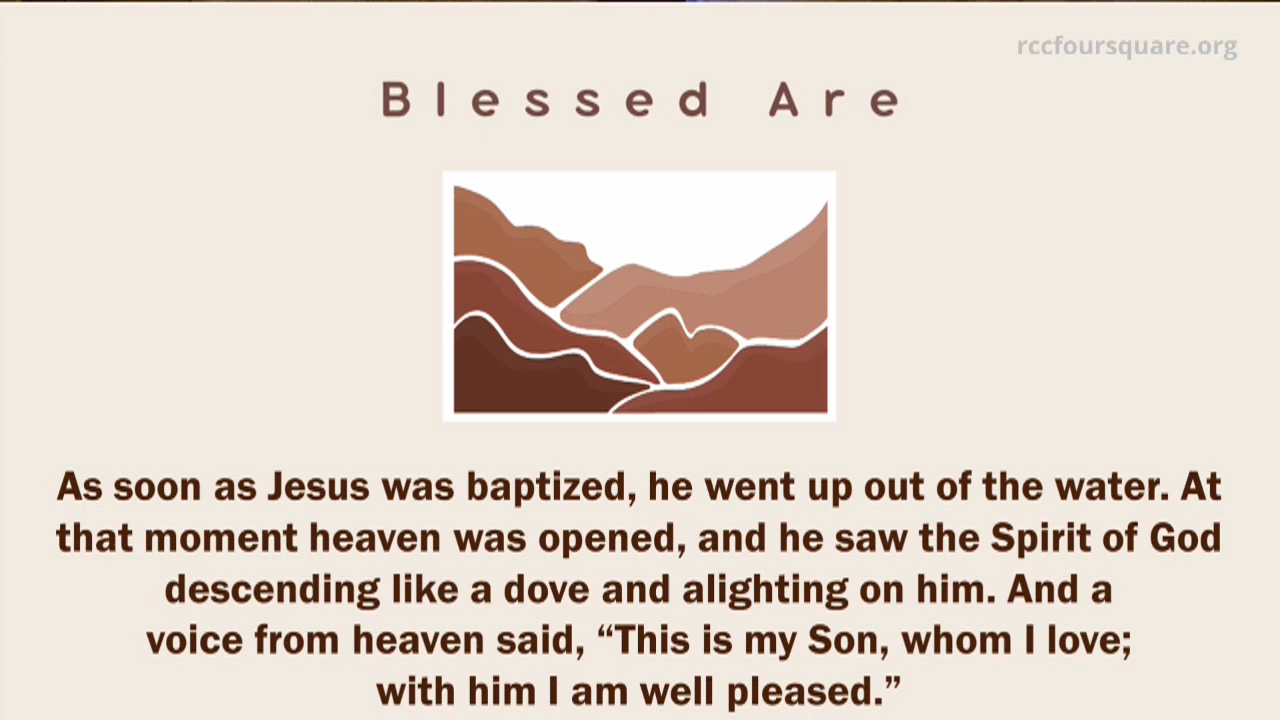 rccfoursquare.org
Blessed Are
As soon as Jesus was baptized, he went up out of the water. At
that moment heaven was opened, and he saw the Spirit of God
descending like a dove and alighting on him. And a
voice from heaven said, “This is my Son, whom I love;
with him I am well pleased.”